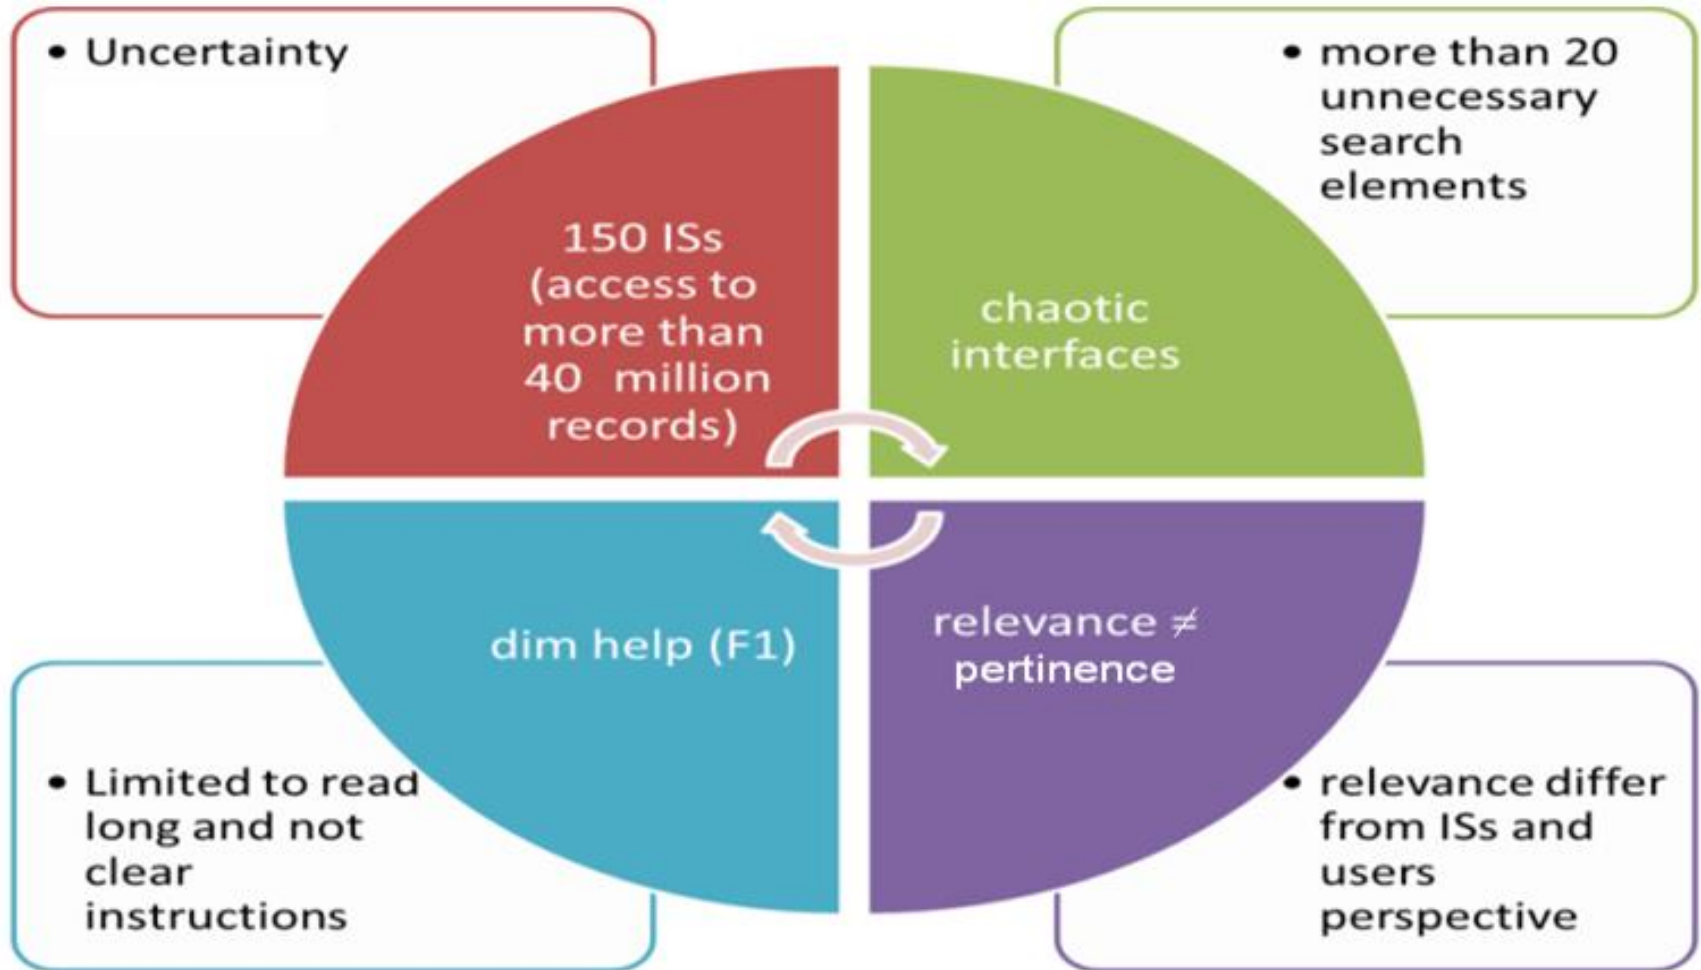 • Uncertainty
• more than 20
unnecessary
search
elements
150 ISs
(access to
more than
40 million
records)
chaotic
interfaces
dim help (F1)
relevance ≠
pertinence
• Limited to read
long and not
clear
instructions
• relevance differ
from ISs and
users
perspective